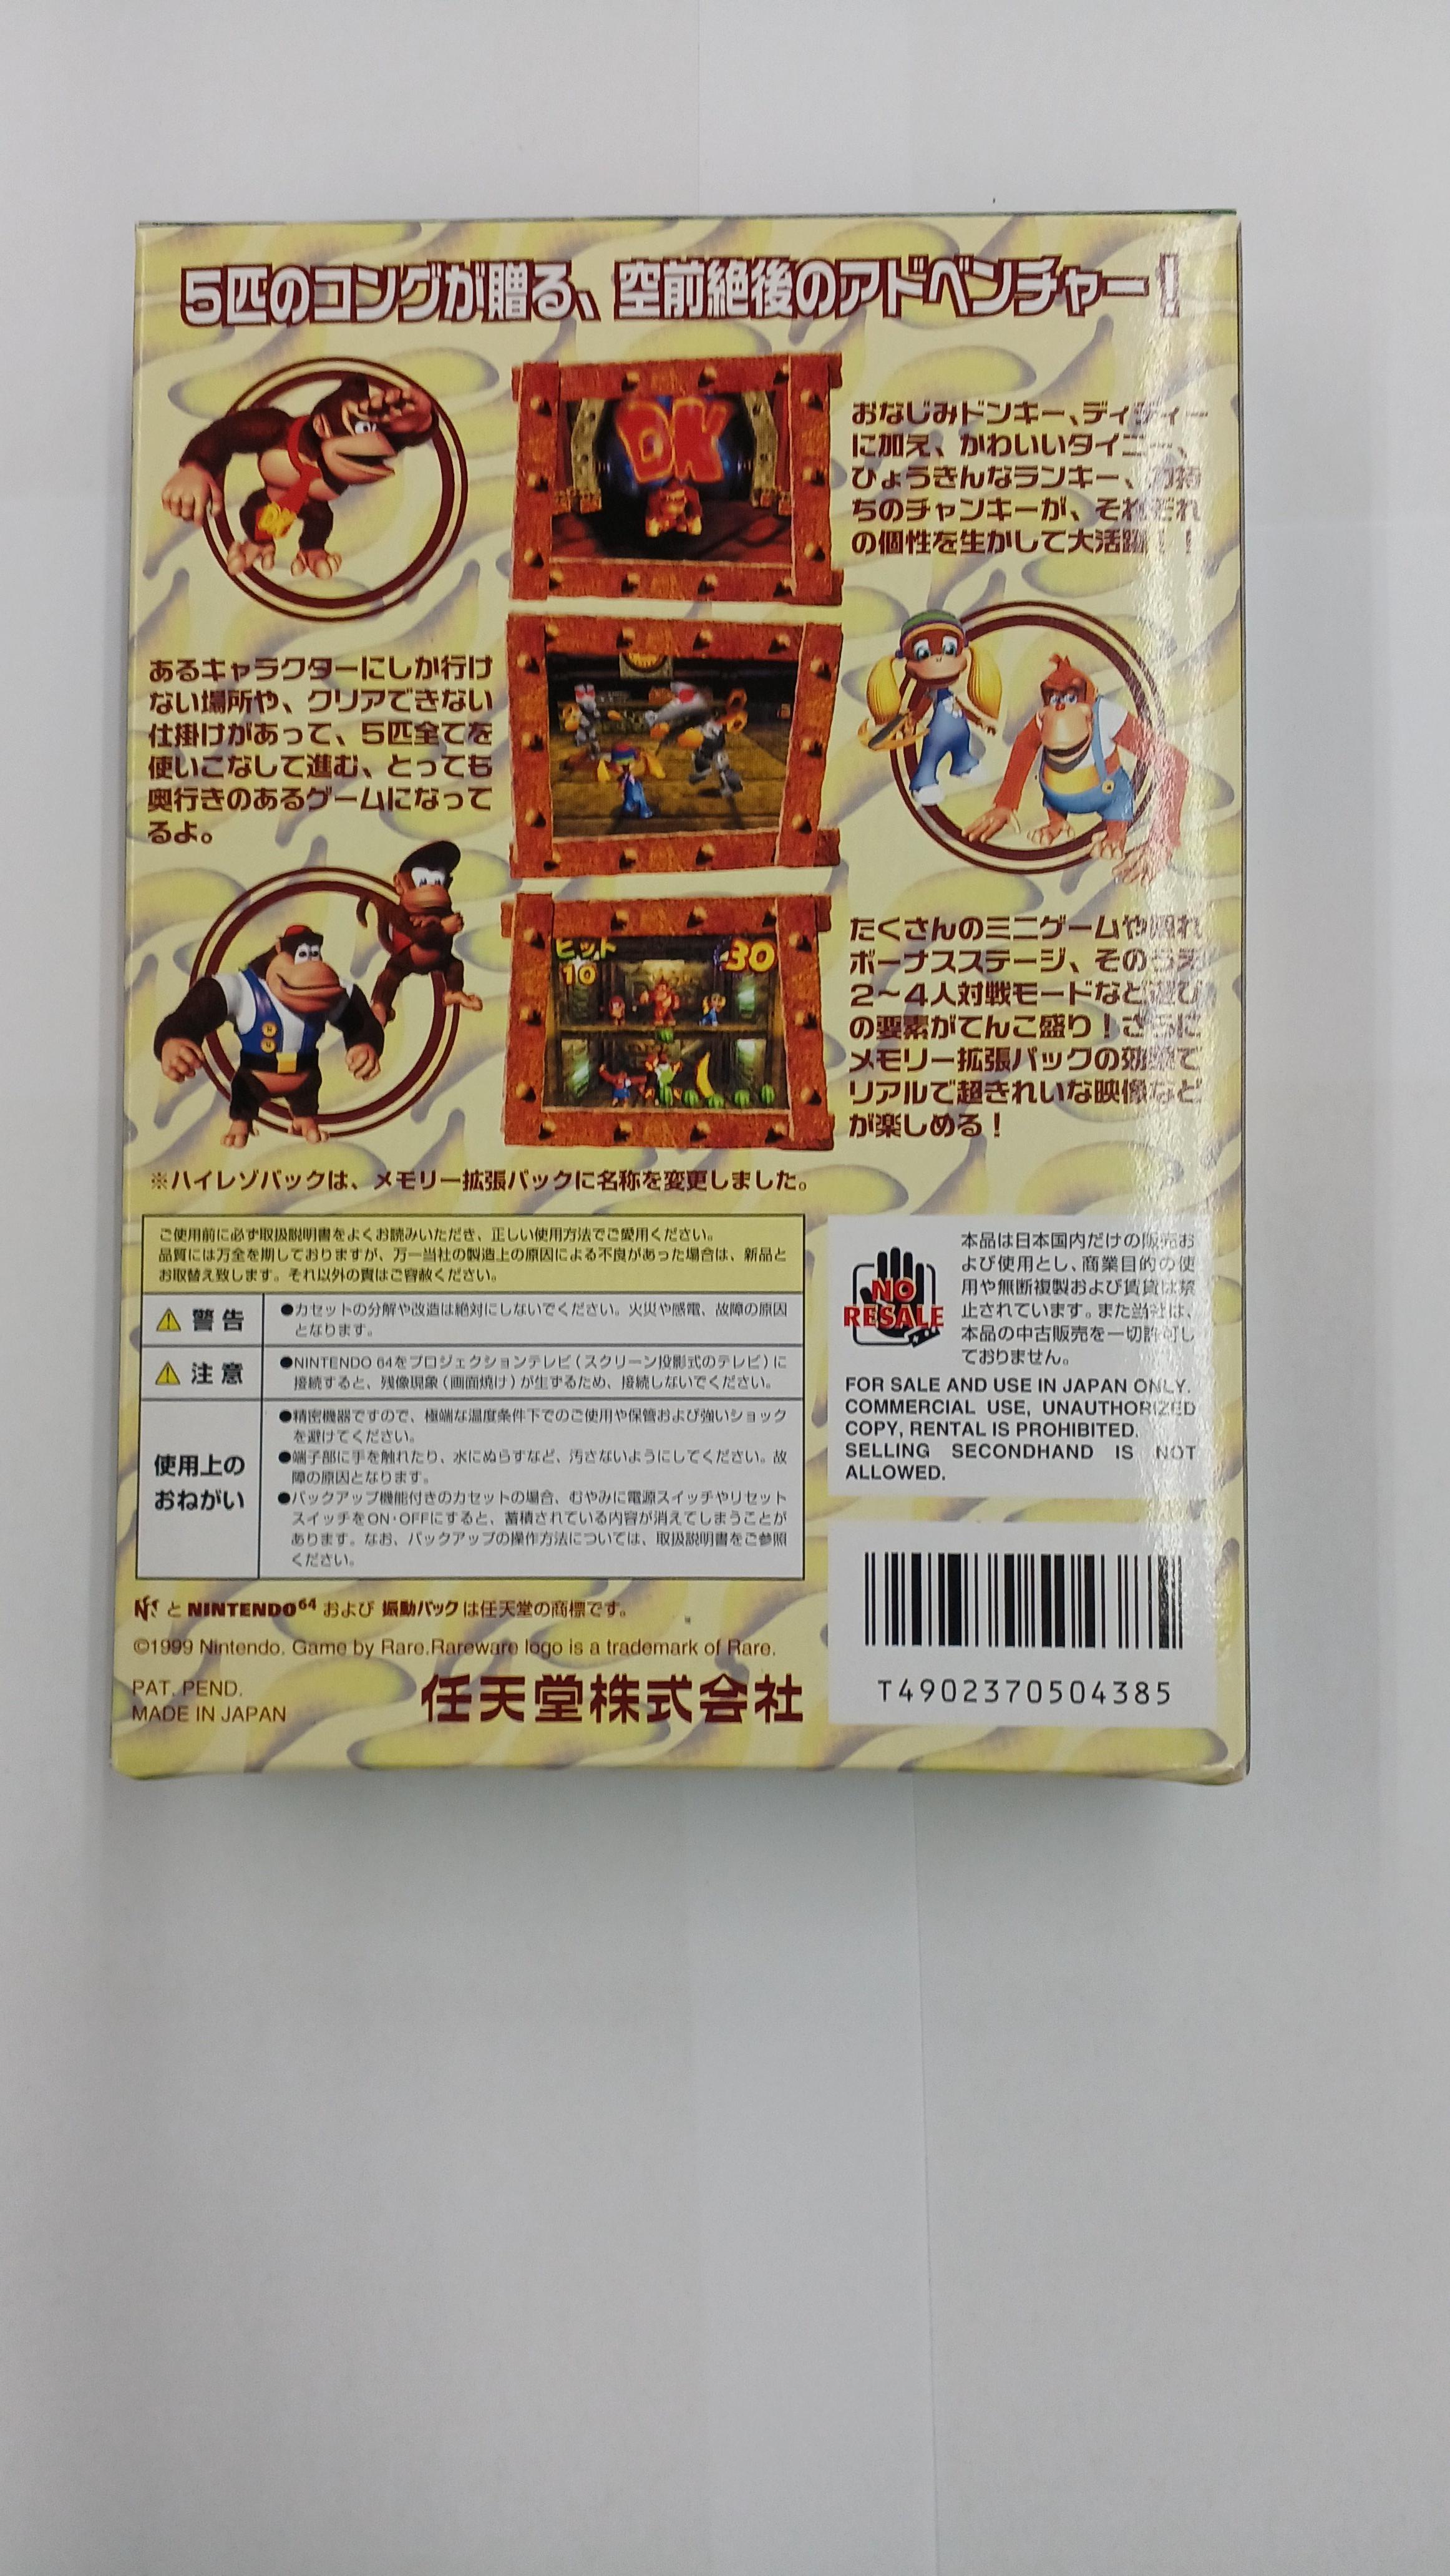 5匹のコングが贈る、空前絶後のアドベンチャー！
DK
おなじみドンキー、ディディー
に加え、かわいいタイニー、
ひょうきんなランキー、力持
ちのチャンキーが、それぞれ
の個性を生かして大活躍！！
DK
あるキャラクターにしか行け
ない場所や、クリアできない
仕掛けがあって、5匹全てを
使いこなして進む、とっても
奥行きのあるゲームになって
るよ。
ヒット
10
30
たくさんのミニゲームや隠れ
ボーナスステージ、そのうえ
2〜4人対戦モードなど遊び
の要素がてんこ盛り！さらに
メモリー拡張パックの効果で
リアルで超きれいな映像など
が楽しめる！
※ハイレゾパックは、メモリー拡張パックに名称を変更しました。
ご使用前に必ず取扱説明書をよくお読みいただき、正しい使用方法でご愛用ください。
品質には万全を期しておりますが、万一当社の製造上の原因による不良があった場合は、新品と
お取替え致します。それ以外の責はご容赦ください。
警告
●カセットの分解や改造は絶対にしないでください。火災や感電、故障の原因
となります。
注意
●NINTENDO 64をプロジェクションテレビ（スクリーン投影式のテレビ）に
接続すると、残像現象（画面焼け）が生ずるため、接続しないでください。
使用上の
おねがい
●精密機器ですので、極端な温度条件下でのご使用や保管および強いショック
を避けてください。
●端子部に手を触れたり、水にぬらすなど、汚さないようにしてください。故
障の原因となります。
●バックアップ機能付きのカセットの場合、むやみに電源スイッチやリセット
スイッチをON・OFFにすると、蓄積されている内容が消えてしまうことが
あります。なお、バックアップの操作方法については、取扱説明書をご参照
ください。
NO
RESALE
本品は日本国内だけの販売お
よび使用とし、商業目的の使
用や無断複製および賃貸は禁
止されています。また当社は、
本品の中古販売を一切許可し
ておりません。
FOR SALE AND USE IN JAPAN ONLY.
COMMERCIAL USE, UNAUTHORIZED
COPY, RENTAL IS PROHIBITED.
SELLING SECONDHAND IS NOT
ALLOWED.
と NINTENDO64 および 振動パック は任天堂の商標です。
©1999 Nintendo. Game by Rare.Rareware logo is a trademark of Rare.
PAT. PEND.
MADE IN JAPAN
任天堂株式会社
T4902370504385